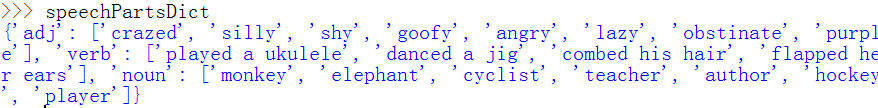 >>> speechPartsDict
{'adj': ['crazed', 'silly', 'shy', 'goofy', 'angry', 'lazy', 'obstinate', 'purpl
e'], 'verb': ['played a ukulele', 'danced a jig', 'combed his hair', 'flapped he
r ears'], 'noun': ['monkey', 'elephant', 'cyclist', 'teacher', 'author', 'hockey
', 'player']}